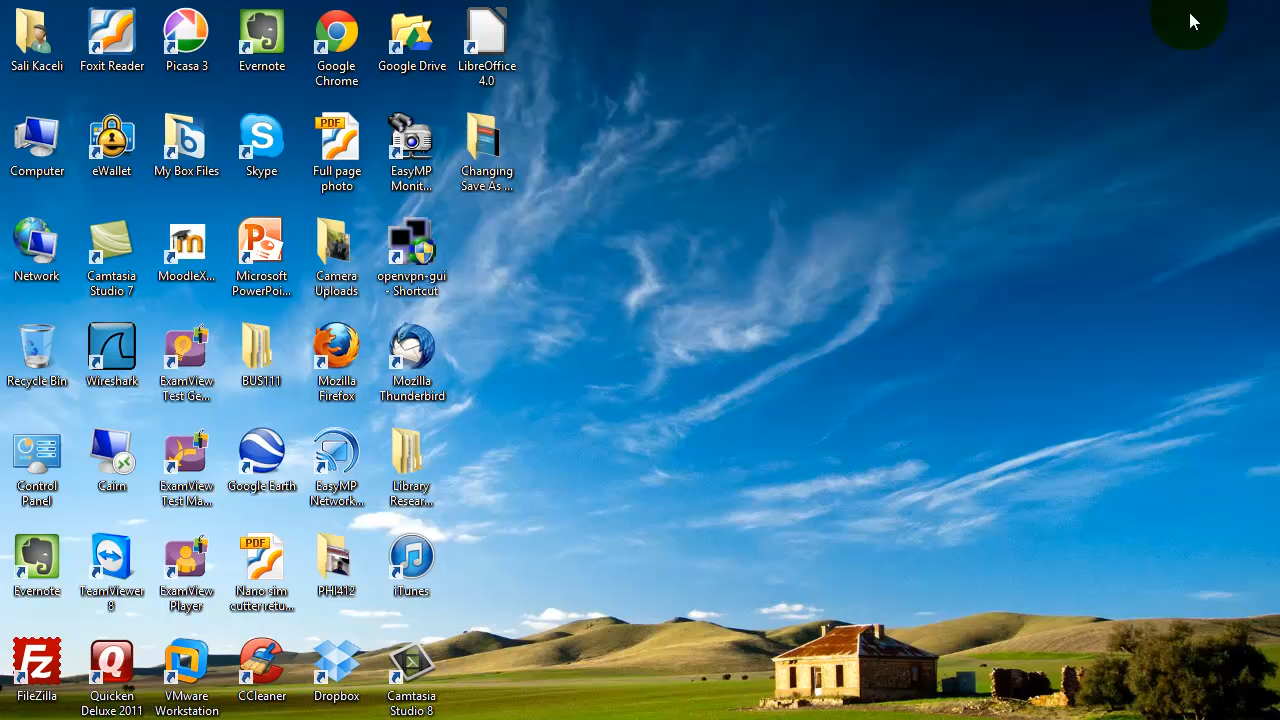 Sali Kaceli
Foxit Reader
Picasa 3
Evernote
Google
Chrome
Google Drive
LibreOffice
4.0
Computer
eWallet
My Box Files
Skype
PDF
Full page
photo
EasyMP
Monit...
Changing
Save As ...
Network
Camtasia
Studio 7
m
MoodleX...
P
Microsoft
PowerPoi...
Camera
Uploads
openvpn-gui
- Shortcut
Recycle Bin
Wireshark
ExamView
Test Ge...
BUS111
Mozilla
Firefox
Mozilla
Thunderbird
Control
Panel
Cairn
ExamView
Test Ma...
Google Earth
EasyMP
Network...
Library
Resear...
Evernote
TeamViewer
8
ExamView
Player
PDF
Nano sim
cutter retu...
PHI412
iTunes
Fz
FileZilla
Q
Quicken
Deluxe 2011
VMware
Workstation
CCleaner
Dropbox
Camtasia
Studio 8